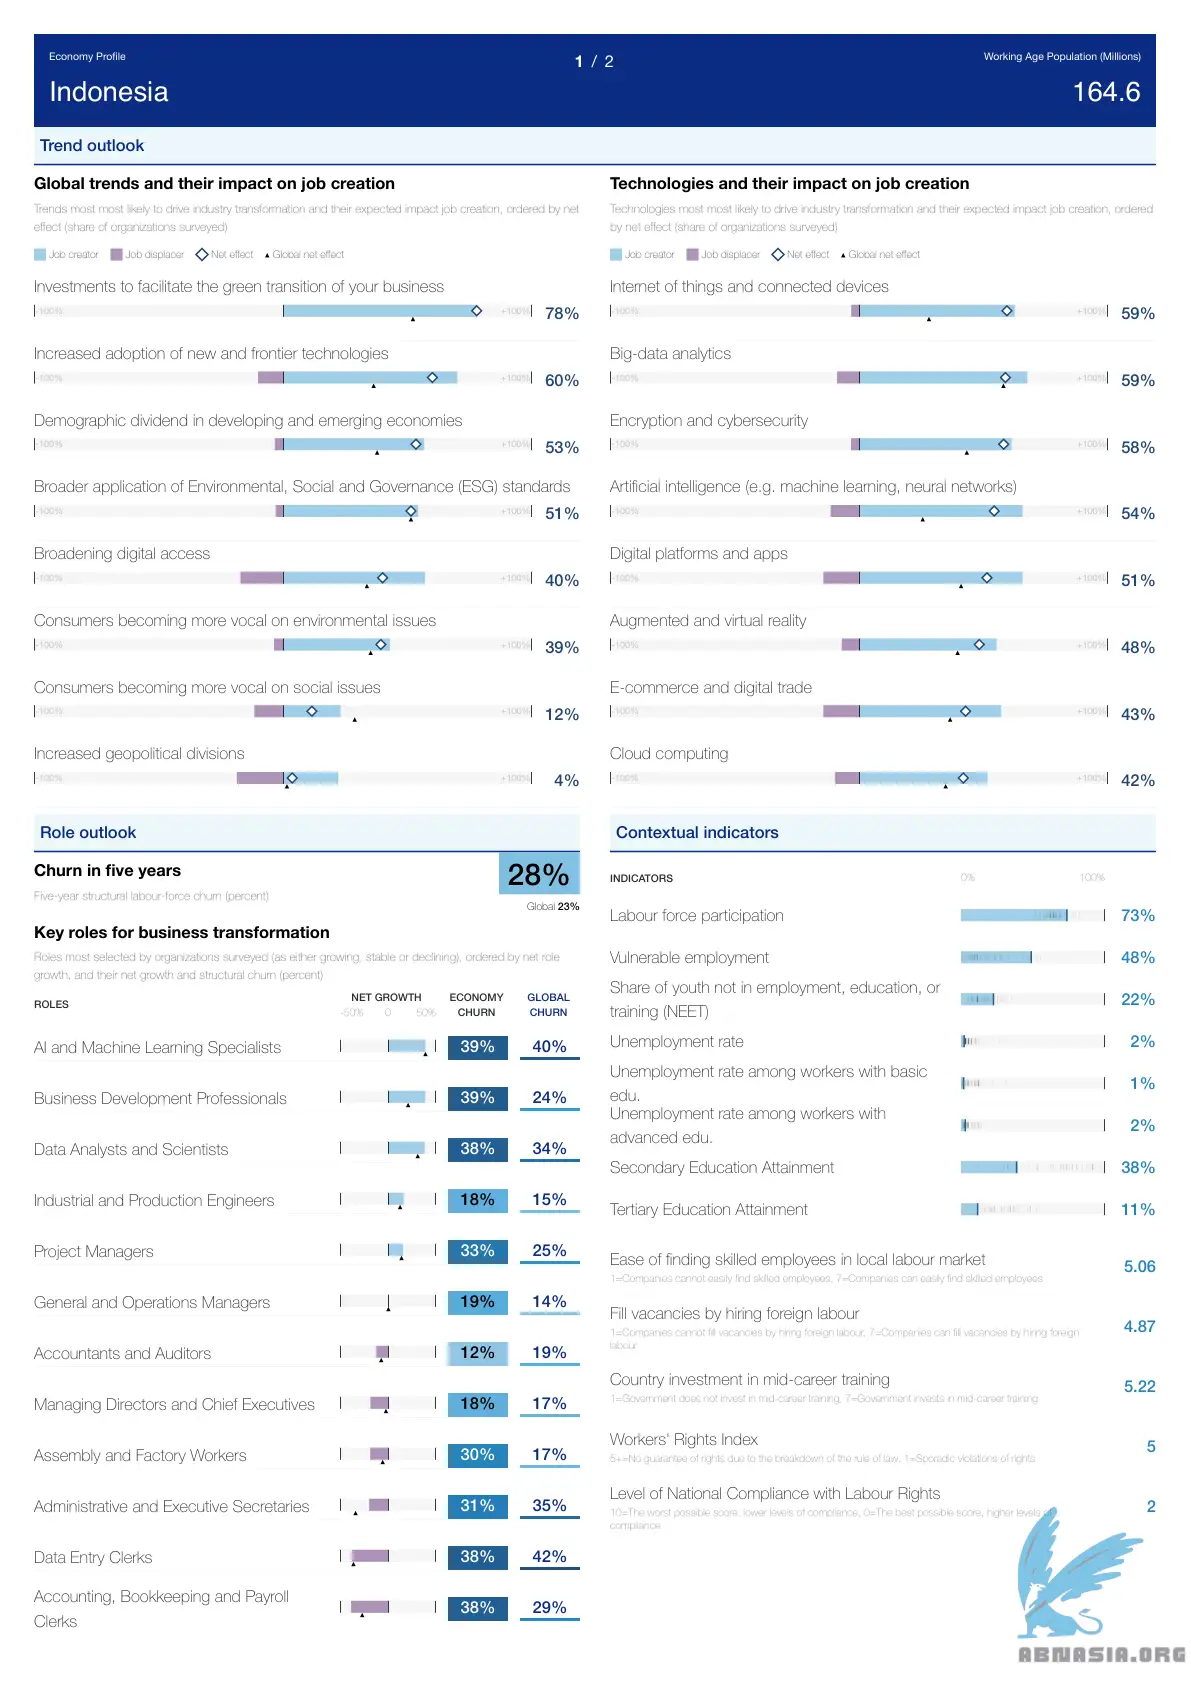 Economy Profile
1 / 2
Working Age Population (Millions)
Indonesia
164.6
Trend outlook
Global trends and their impact on job creation
Trends most most likely to drive industry transformation and their expected impact job creation, ordered by net
effect (share of organizations surveyed)
Job creator Job displacer Net effect Global net effect
Investments to facilitate the green transition of your business
-100% +100% 78%
Increased adoption of new and frontier technologies
-100% +100% 60%
Demographic dividend in developing and emerging economies
-100% +100% 53%
Broader application of Environmental, Social and Governance (ESG) standards
-100% +100% 51%
Broadening digital access
-100% +100% 40%
Consumers becoming more vocal on environmental issues
-100% +100% 39%
Consumers becoming more vocal on social issues
-100% +100% 12%
Increased geopolitical divisions
-100% +100% 4%
Technologies and their impact on job creation
Technologies most most likely to drive industry transformation and their expected impact job creation, ordered
by net effect (share of organizations surveyed)
Job creator Job displacer Net effect Global net effect
Internet of things and connected devices
-100% +100% 59%
Big-data analytics
-100% +100% 59%
Encryption and cybersecurity
-100% +100% 58%
Artificial intelligence (e.g. machine learning, neural networks)
-100% +100% 54%
Digital platforms and apps
-100% +100% 51%
Augmented and virtual reality
-100% +100% 48%
E-commerce and digital trade
-100% +100% 43%
Cloud computing
-100% +100% 42%
Role outlook
Churn in five years
28%
Five-year structural labour-force churn (percent)
Global 23%
Key roles for business transformation
Roles most selected by organizations surveyed (as either growing, stable or declining), ordered by net role
growth, and their net growth and structural churn (percent)
ROLES NET GROWTH ECONOMY CHURN GLOBAL CHURN
-50% 0 50%
AI and Machine Learning Specialists 39% 40%
Business Development Professionals 39% 24%
Data Analysts and Scientists 38% 34%
Industrial and Production Engineers 18% 15%
Project Managers 33% 25%
General and Operations Managers 19% 14%
Accountants and Auditors 12% 19%
Managing Directors and Chief Executives 18% 17%
Assembly and Factory Workers 30% 17%
Administrative and Executive Secretaries 31% 35%
Data Entry Clerks 38% 42%
Accounting, Bookkeeping and Payroll
Clerks 38% 29%
Contextual indicators
INDICATORS 0% 100%
Labour force participation 73%
Vulnerable employment 48%
Share of youth not in employment, education, or
training (NEET) 22%
Unemployment rate 2%
Unemployment rate among workers with basic
edu. 1%
Unemployment rate among workers with
advanced edu. 2%
Secondary Education Attainment 38%
Tertiary Education Attainment 11%
Ease of finding skilled employees in local labour market 5.06
1=Companies cannot easily find skilled employees, 7=Companies can easily find skilled employees
Fill vacancies by hiring foreign labour 4.87
1=Companies cannot fill vacancies by hiring foreign labour, 7=Companies can fill vacancies by hiring foreign
labour
Country investment in mid-career training 5.22
1=Government does not invest in mid-career training, 7=Government invests in mid-career training
Workers' Rights Index 5
5+=No guarantee of rights due to the breakdown of the rule of law, 1=Sporadic violations of rights
Level of National Compliance with Labour Rights 2
10=The worst possible score, lower levels of compliance, 0=The best possible score, higher levels of
compliance
ABNASIA.ORG